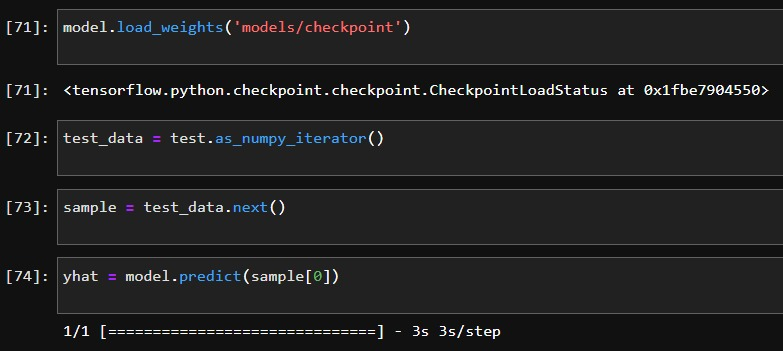 [71]: model.load_weights('models/checkpoint')
[71]: <tensorflow.python.checkpoint.checkpoint.CheckpointLoadStatus at 0x1fbe7904550>
[72]: test_data = test.as_numpy_iterator()
[73]: sample = test_data.next()
[74]: yhat = model.predict(sample[0])
1/1 [==============================] - 3s 3s/step